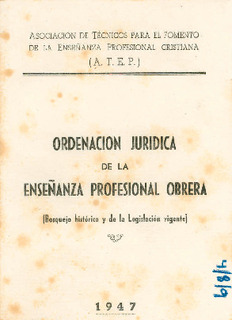 ASOCIACION DE TÉCNICOS PARA EL FOMENTO
DE LA ENSEÑANZA PROFESIONAL CRISTIANA
(A. T. E. P.)
ORDENACION JURIDICA
DE LA
ENSEÑANZA PROFESIONAL OBRERA
(Bosquejo histórico y de la Legislación vigente)
1947